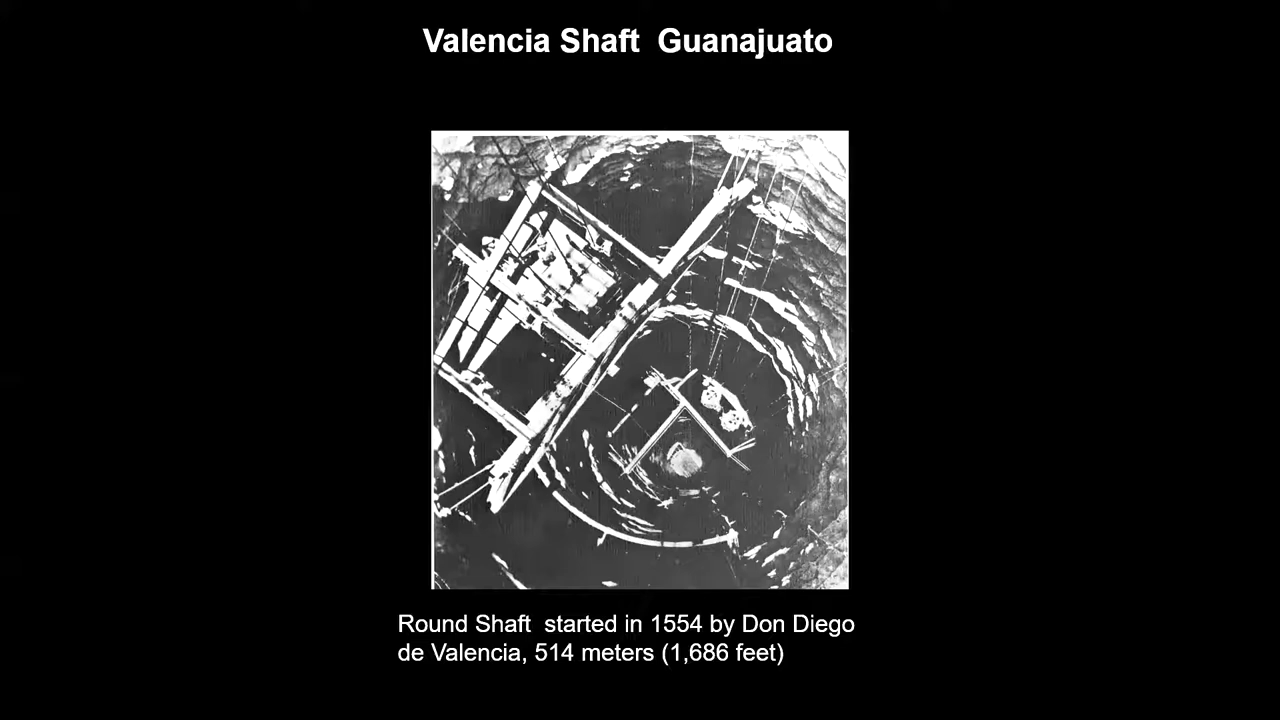 Valencia Shaft  Guanajuato
Round Shaft  started in 1554 by Don Diego
de Valencia, 514 meters (1,686 feet)